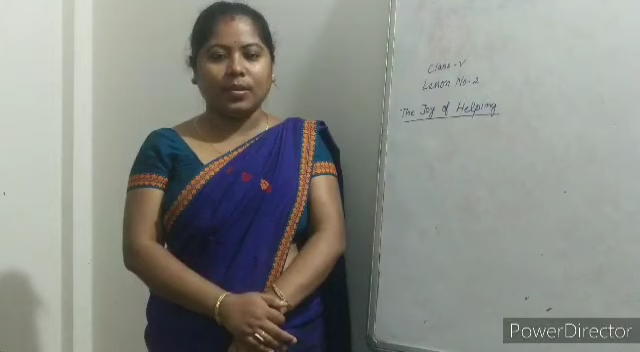 Class - V
Lesson No. 2
The Joy of Helping
PowerDirector